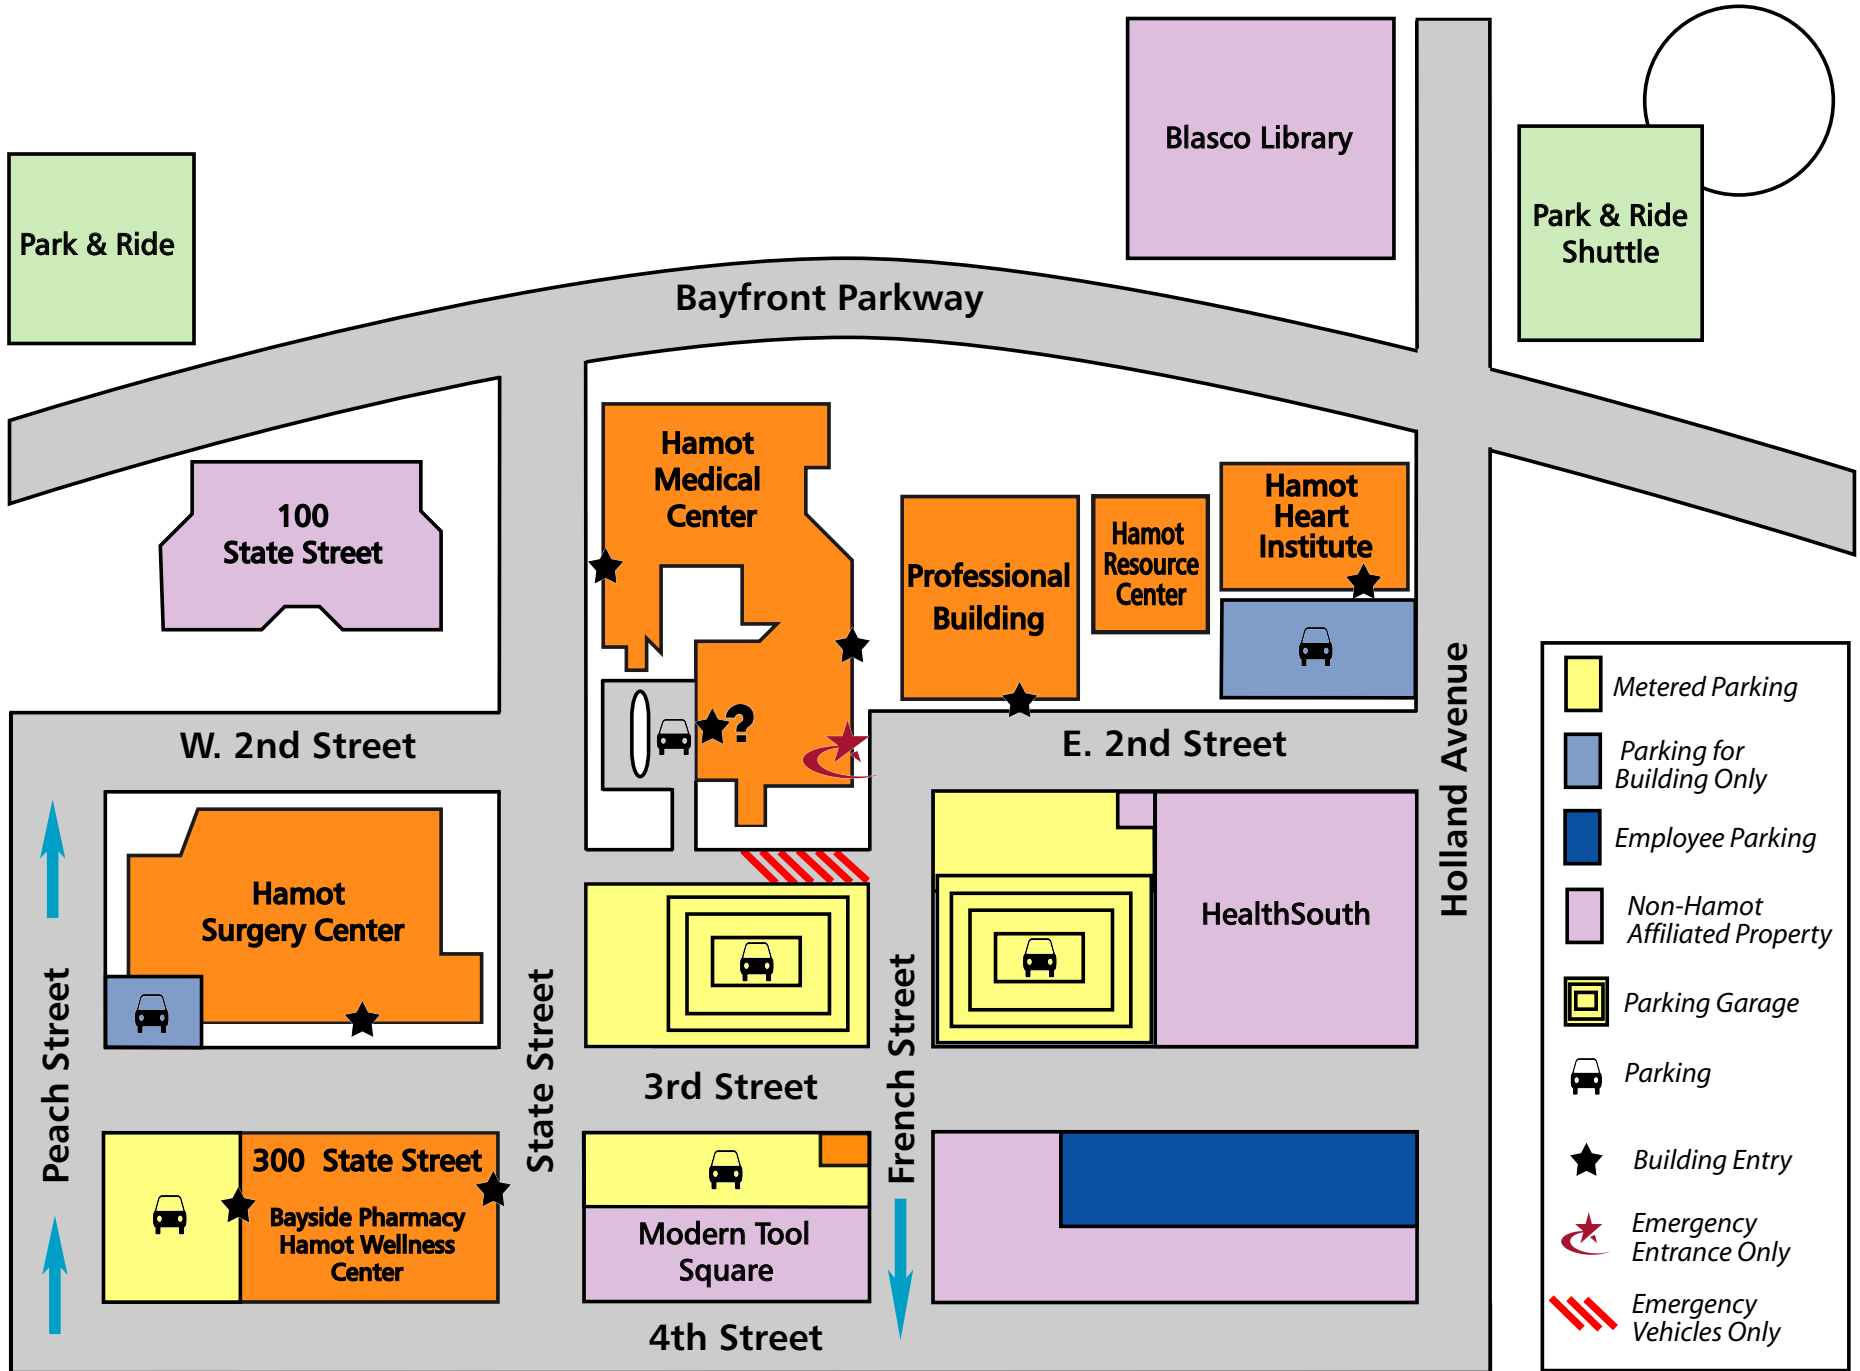 Blasco Library
Park & Ride
Park & Ride
Shuttle
Bayfront Parkway
Hamot
Medical
Center
100
State Street
Hamot
Heart
Institute
Hamot
Resource
Center
Professional
Building
?
W. 2nd Street
E. 2nd Street
Holland Avenue
Hamot
Surgery Center
HealthSouth
Peach Street
State Street
French Street
3rd Street
300 State Street
Bayside Pharmacy
Hamot Wellness
Center
Modern Tool
Square
4th Street
Metered Parking
Parking for
Building Only
Employee Parking
Non-Hamot
Affiliated Property
Parking Garage
Parking
Building Entry
Emergency
Entrance Only
Emergency
Vehicles Only